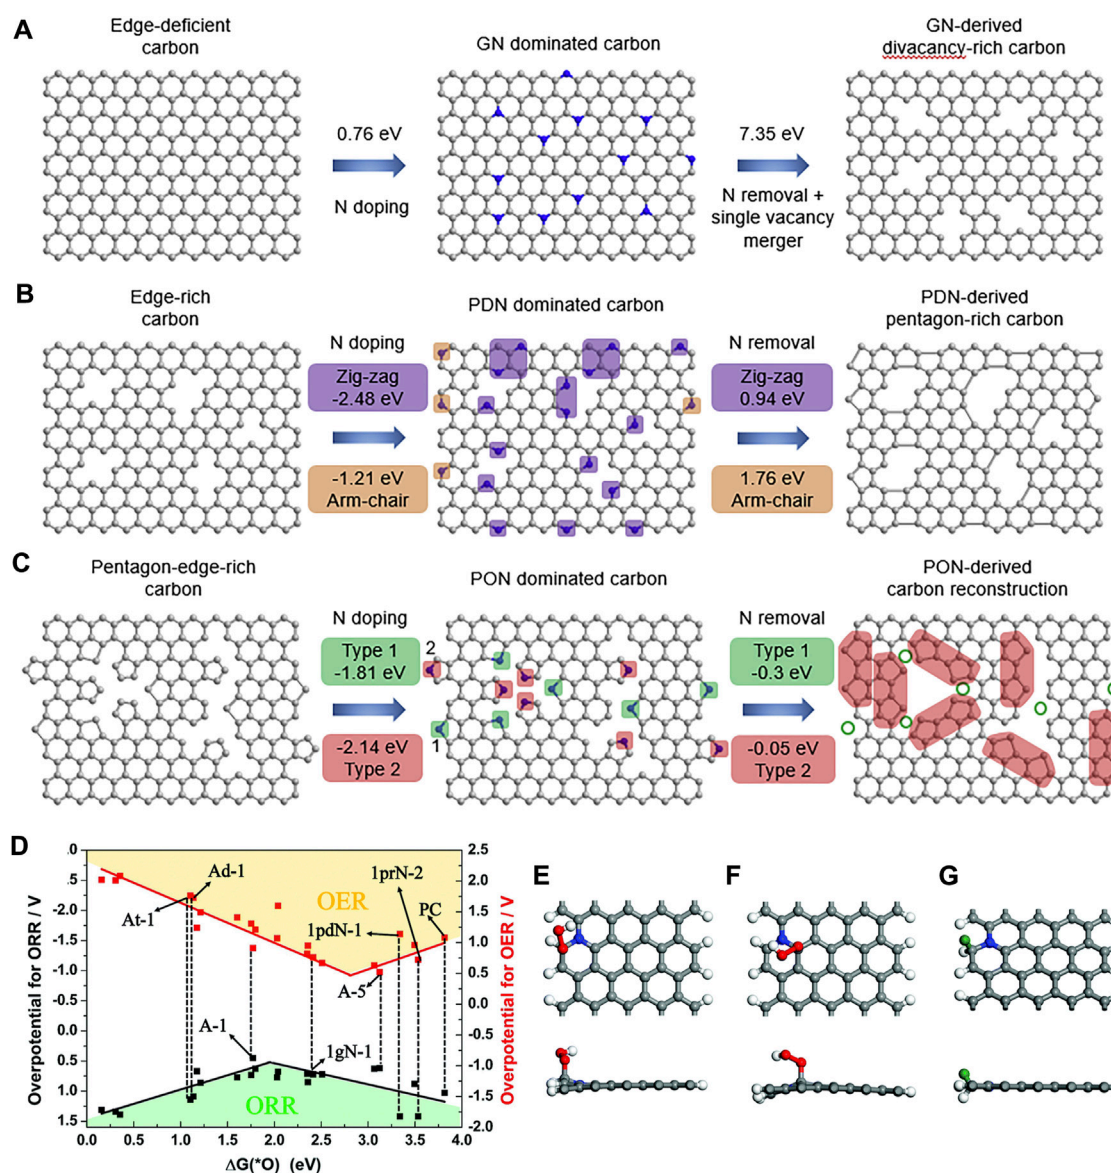 A
Edge-deficient
carbon
GN dominated carbon
GN-derived
divacancy-rich carbon
0.76 eV
N doping
7.35 eV
N removal +
single vacancy
merger
B
Edge-rich
carbon
PDN dominated carbon
PDN-derived
pentagon-rich carbon
N doping
Zig-zag
-2.48 eV
-1.21 eV
Arm-chair
N removal
Zig-zag
0.94 eV
1.76 eV
Arm-chair
C
Pentagon-edge-rich
carbon
PON dominated carbon
PON-derived
carbon reconstruction
N doping
Type 1
-1.81 eV
-2.14 eV
Type 2
2
1
N removal
Type 1
-0.3 eV
-0.05 eV
Type 2
D
Overpotential for ORR / V
.0
.5
-2.0
-1.5
-1.0
-0.5
0.0
0.5
1.0
1.5
Ad-1
At-1
OER
1prN-2
PC
1pdN-1
A-5
A-1
1gN-1
ORR
2.5
2.0
1.5
1.0
0.5
0.0
-0.5
-1.0
-1.5
-2.0
Overpotential for OER / V
0.0 0.5 1.0 1.5 2.0 2.5 3.0 3.5 4.0
ΔG(*O) (eV)
E
F
G